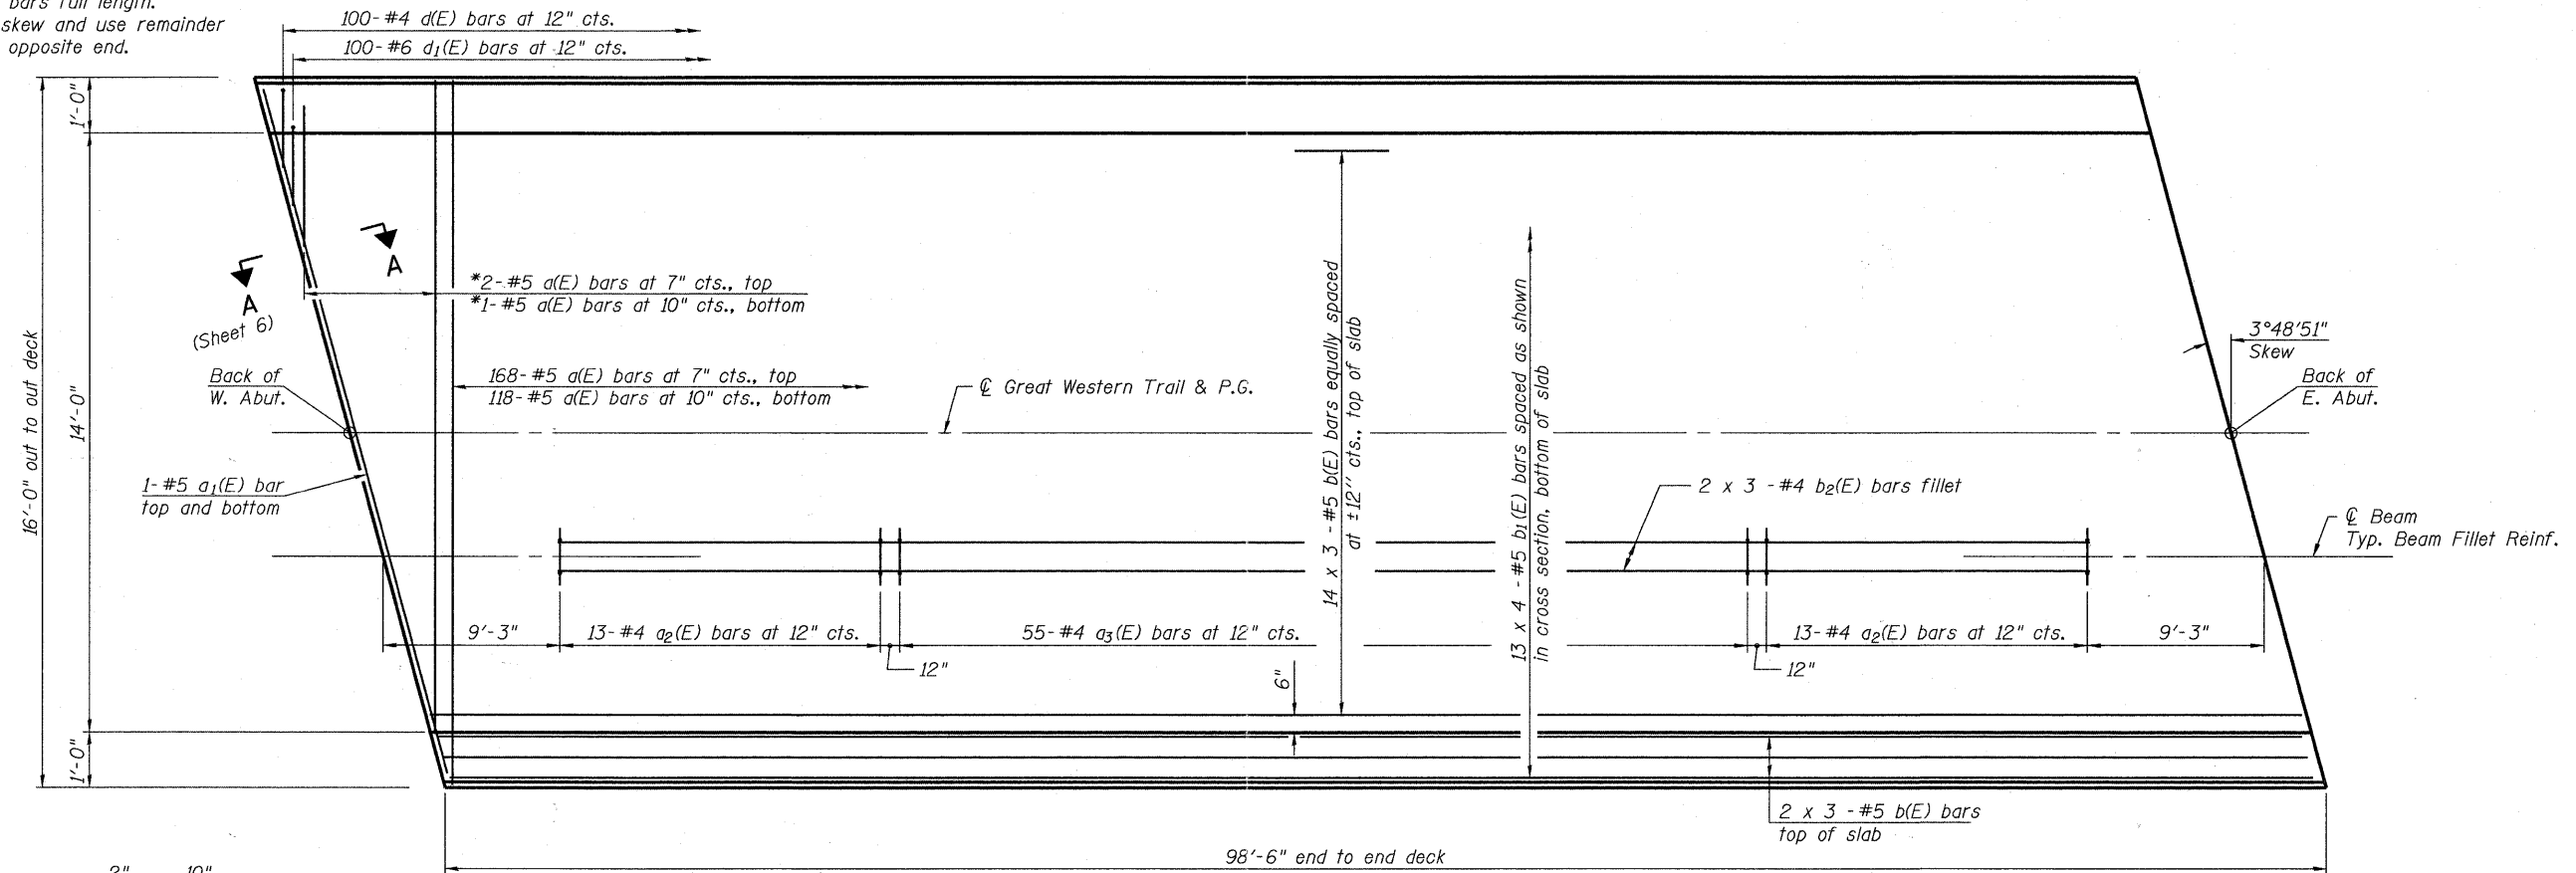 bars full length.
skew and use remainder
opposite end.
100-#4 d(E) bars at 12" cts.
100-#6 d1(E) bars at 12" cts.
1'-0"
14'-0"
1'-0"
16'-0" out to out deck
A
A
(Sheet 6)
*2-#5 a(E) bars at 7" cts., top
*1-#5 a(E) bars at 10" cts., bottom
168-#5 a(E) bars at 7" cts., top
118-#5 a(E) bars at 10" cts., bottom
Back of
W. Abut.
℄ Great Western Trail & P.G.
14 x 3 -#5 b(E) bars equally spaced
at ±12" cts., top of slab
13 x 4 - #5 b1(E) bars spaced as shown
in cross section, bottom of slab
3°48'51"
Skew
Back of
E. Abut.
1-#5 a1(E) bar
top and bottom
2 x 3 -#4 b2(E) bars fillet
℄ Beam
Typ. Beam Fillet Reinf.
9'-3"
13-#4 a2(E) bars at 12" cts.
12"
55-#4 a3(E) bars at 12" cts.
12"
13-#4 a2(E) bars at 12" cts.
9'-3"
6"
2 x 3 -#5 b(E) bars
top of slab
98'-6" end to end deck
2" 10"